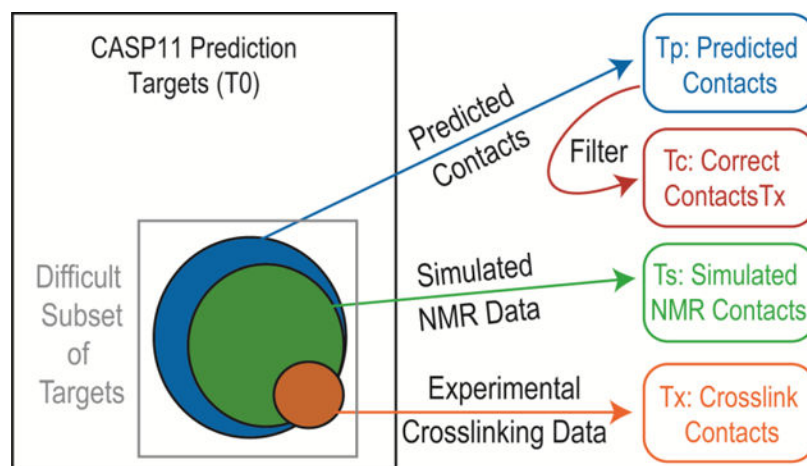 CASP11 Prediction
Targets (T0)
Difficult
Subset
of
Targets
Predicted
Contacts
Simulated
NMR Data
Experimental
Crosslinking Data
Filter
Tp: Predicted
Contacts
Tc: Correct
ContactsTx
Ts: Simulated
NMR Contacts
Tx: Crosslink
Contacts